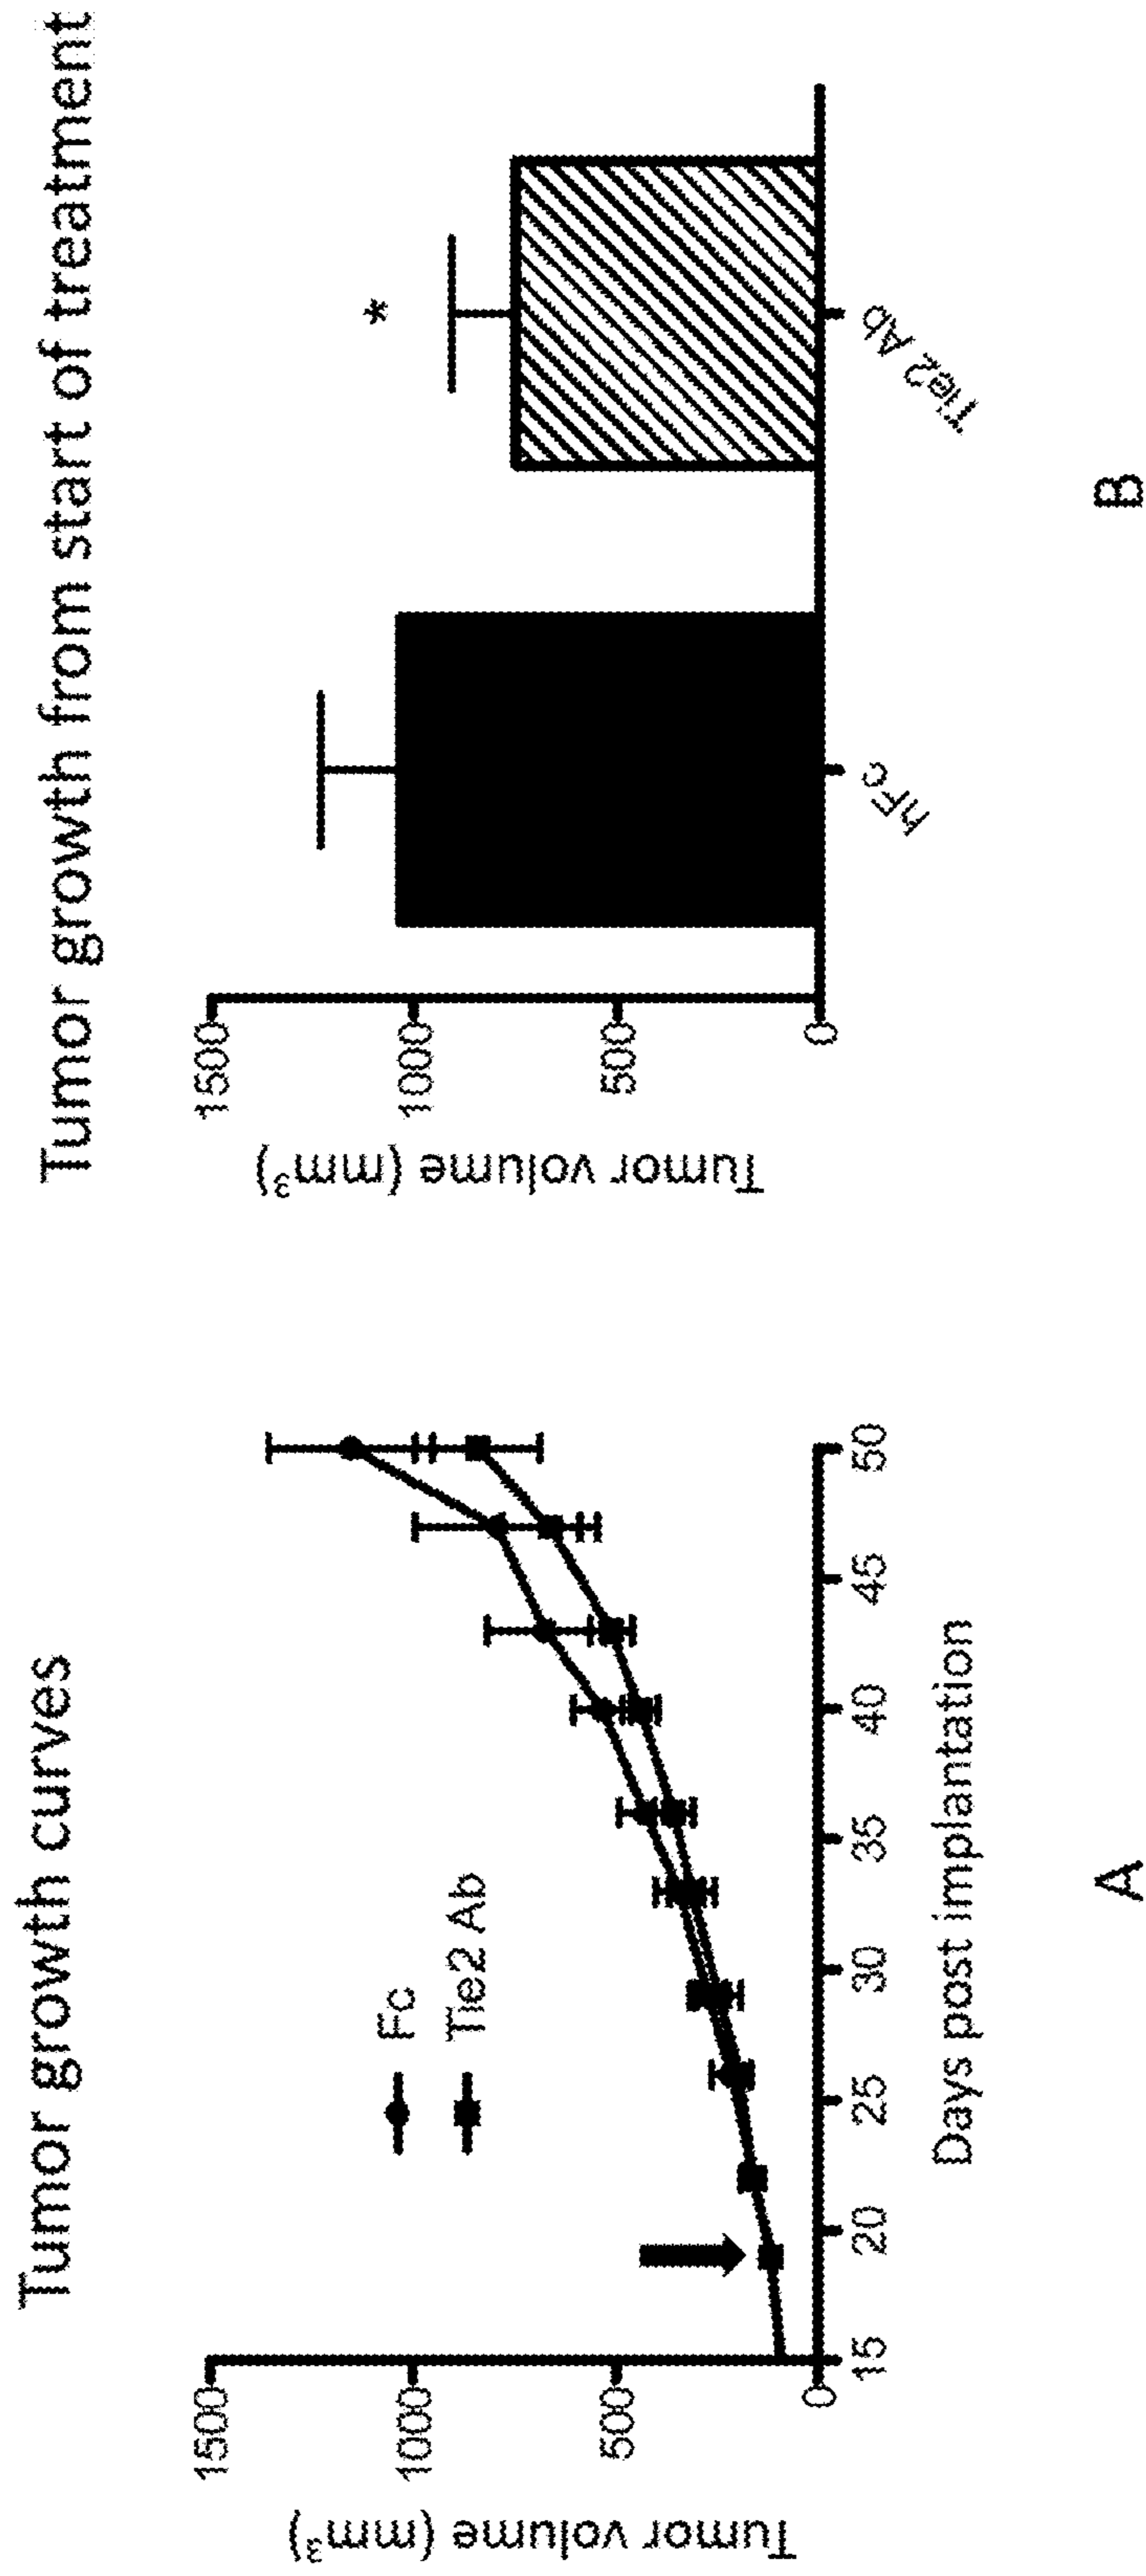 Tumor growth curves
Tumor volume (mm³)
1500
1000
500
0
Fc
Tie2 Ab
15 20 25 30 35 40 45 50
Days post implantation
A
Tumor growth from start of treatment
Tumor volume (mm³)
1500
1000
500
0
*
hFc
Tie2 Ab
B